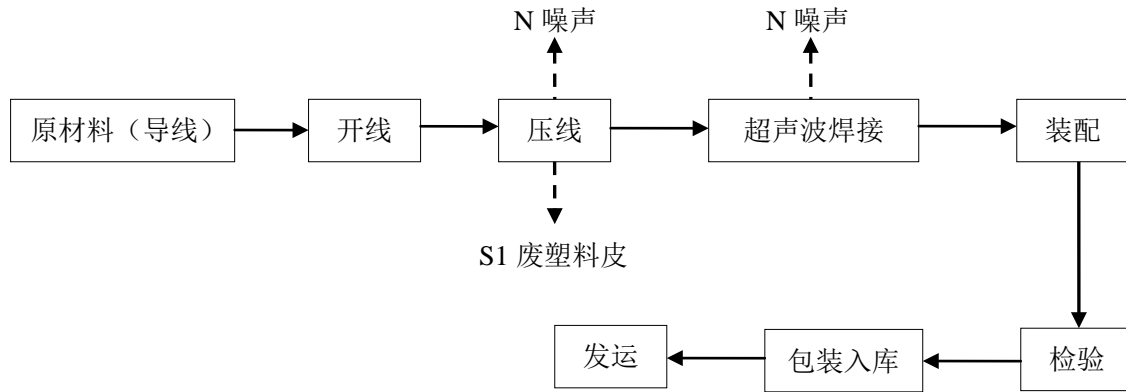 N 噪声
N 噪声
原材料（导线）
开线
压线
超声波焊接
装配
S1 废塑料皮
发运
包装入库
检验